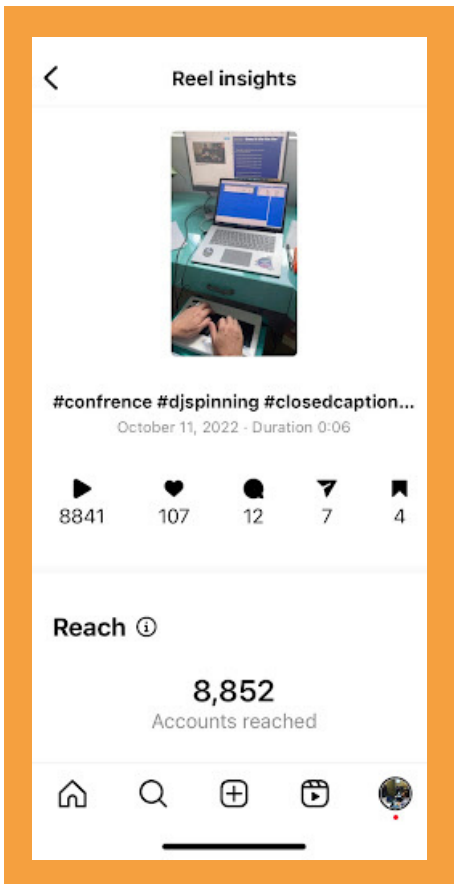 Reel insights
#confrence #djspinning #closedcaption...
October 11, 2022 · Duration 0:06
8841 107 12 7 4
Reach
8,852
Accounts reached